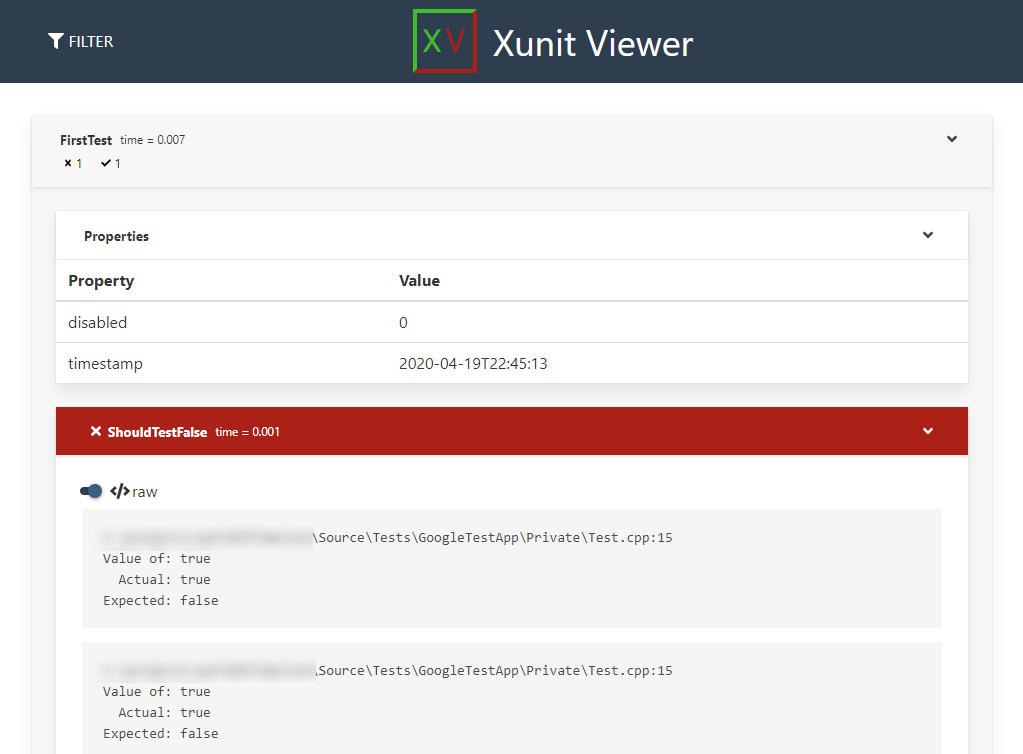 FILTER
XV Xunit Viewer
FirstTest time = 0.007
1 1
Properties
Property Value
disabled 0
timestamp 2020-04-19T22:45:13
ShouldTestFalse time = 0.001
</> raw
\Source\Tests\GoogleTestApp\Private\Test.cpp:15
Value of: true
Actual: true
Expected: false
\Source\Tests\GoogleTestApp\Private\Test.cpp:15
Value of: true
Actual: true
Expected: false